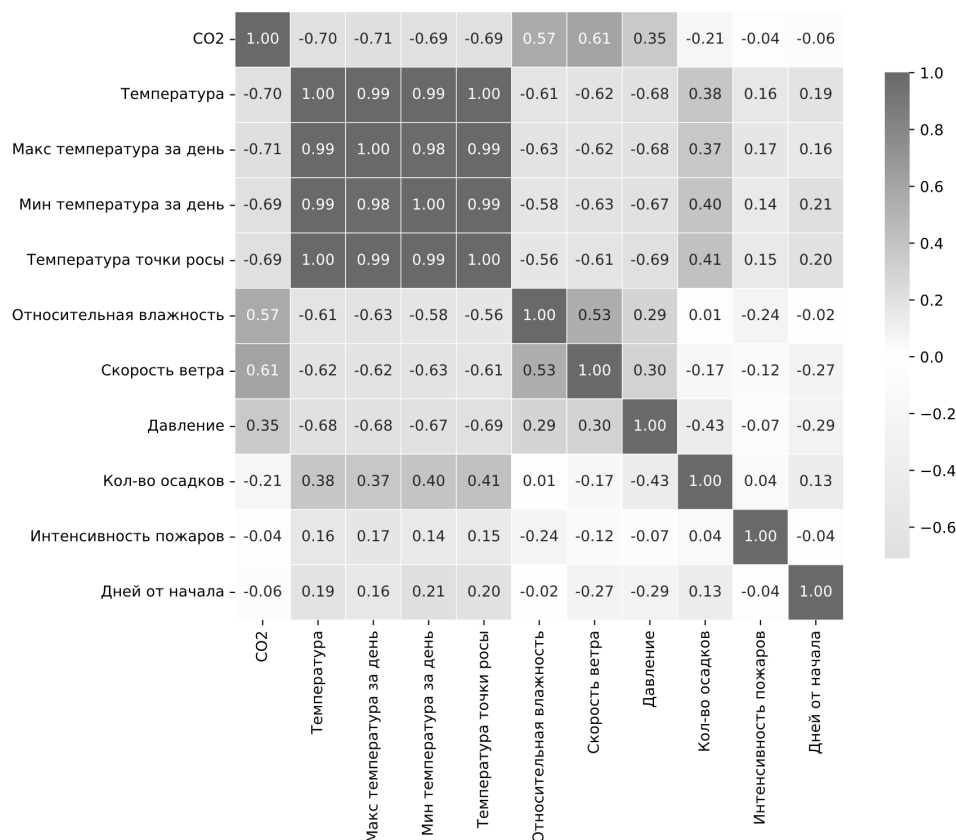 CO2 1.00 -0.70 -0.71 -0.69 -0.69 0.57 0.61 0.35 -0.21 -0.04 -0.06
Температура -0.70 1.00 0.99 0.99 1.00 -0.61 -0.62 -0.68 0.38 0.16 0.19
Макс температура за день -0.71 0.99 1.00 0.98 0.99 -0.63 -0.62 -0.68 0.37 0.17 0.16
Мин температура за день -0.69 0.99 0.98 1.00 0.99 -0.58 -0.63 -0.67 0.40 0.14 0.21
Температура точки росы -0.69 1.00 0.99 0.99 1.00 -0.56 -0.61 -0.69 0.41 0.15 0.20
Относительная влажность 0.57 -0.61 -0.63 -0.58 -0.56 1.00 0.53 0.29 0.01 -0.24 -0.02
Скорость ветра 0.61 -0.62 -0.62 -0.63 -0.61 0.53 1.00 0.30 -0.17 -0.12 -0.27
Давление 0.35 -0.68 -0.68 -0.67 -0.69 0.29 0.30 1.00 -0.43 -0.07 -0.29
Кол-во осадков -0.21 0.38 0.37 0.40 0.41 0.01 -0.17 -0.43 1.00 0.04 0.13
Интенсивность пожаров -0.04 0.16 0.17 0.14 0.15 -0.24 -0.12 -0.07 0.04 1.00 -0.04
Дней от начала -0.06 0.19 0.16 0.21 0.20 -0.02 -0.27 -0.29 0.13 -0.04 1.00
CO2
Температура
Макс температура за день
Мин температура за день
Температура точки росы
Относительная влажность
Скорость ветра
Давление
Кол-во осадков
Интенсивность пожаров
Дней от начала
1.0
0.8
0.6
0.4
0.2
0.0
−0.2
−0.4
−0.6